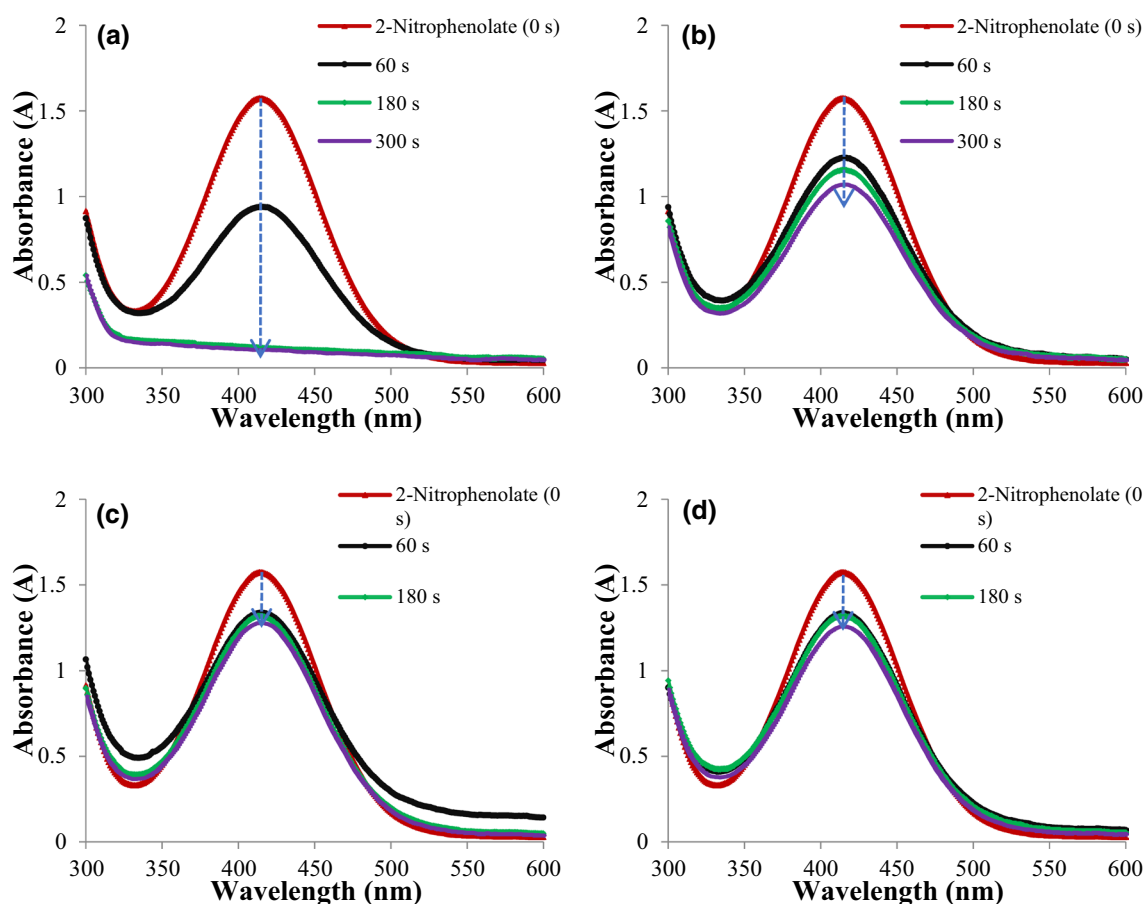 (a)
2-Nitrophenolate (0 s)
60 s
180 s
300 s
2
1.5
1
0.5
0
Absorbance (A)
300 350 400 450 500 550 600
Wavelength (nm)
(b)
2-Nitrophenolate (0 s)
60 s
180 s
300 s
2
1.5
1
0.5
0
Absorbance (A)
300 350 400 450 500 550 600
Wavelength (nm)
(c)
2-Nitrophenolate (0
s)
60 s
180 s
2
1.5
1
0.5
0
Absorbance (A)
300 350 400 450 500 550 600
Wavelength (nm)
(d)
2-Nitrophenolate (0
s)
60 s
180 s
2
1.5
1
0.5
0
Absorbance (A)
300 350 400 450 500 550 600
Wavelength (nm)